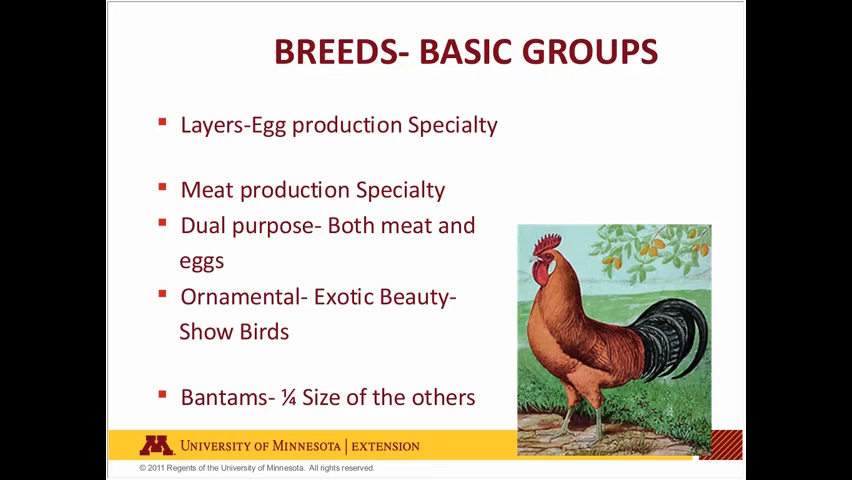 BREEDS- BASIC GROUPS
▪ Layers-Egg production Specialty
▪ Meat production Specialty
▪ Dual purpose- Both meat and
eggs
▪ Ornamental- Exotic Beauty-
Show Birds
▪ Bantams- ¼ Size of the others
M UNIVERSITY OF MINNESOTA | EXTENSION
© 2011 Regents of the University of Minnesota. All rights reserved.